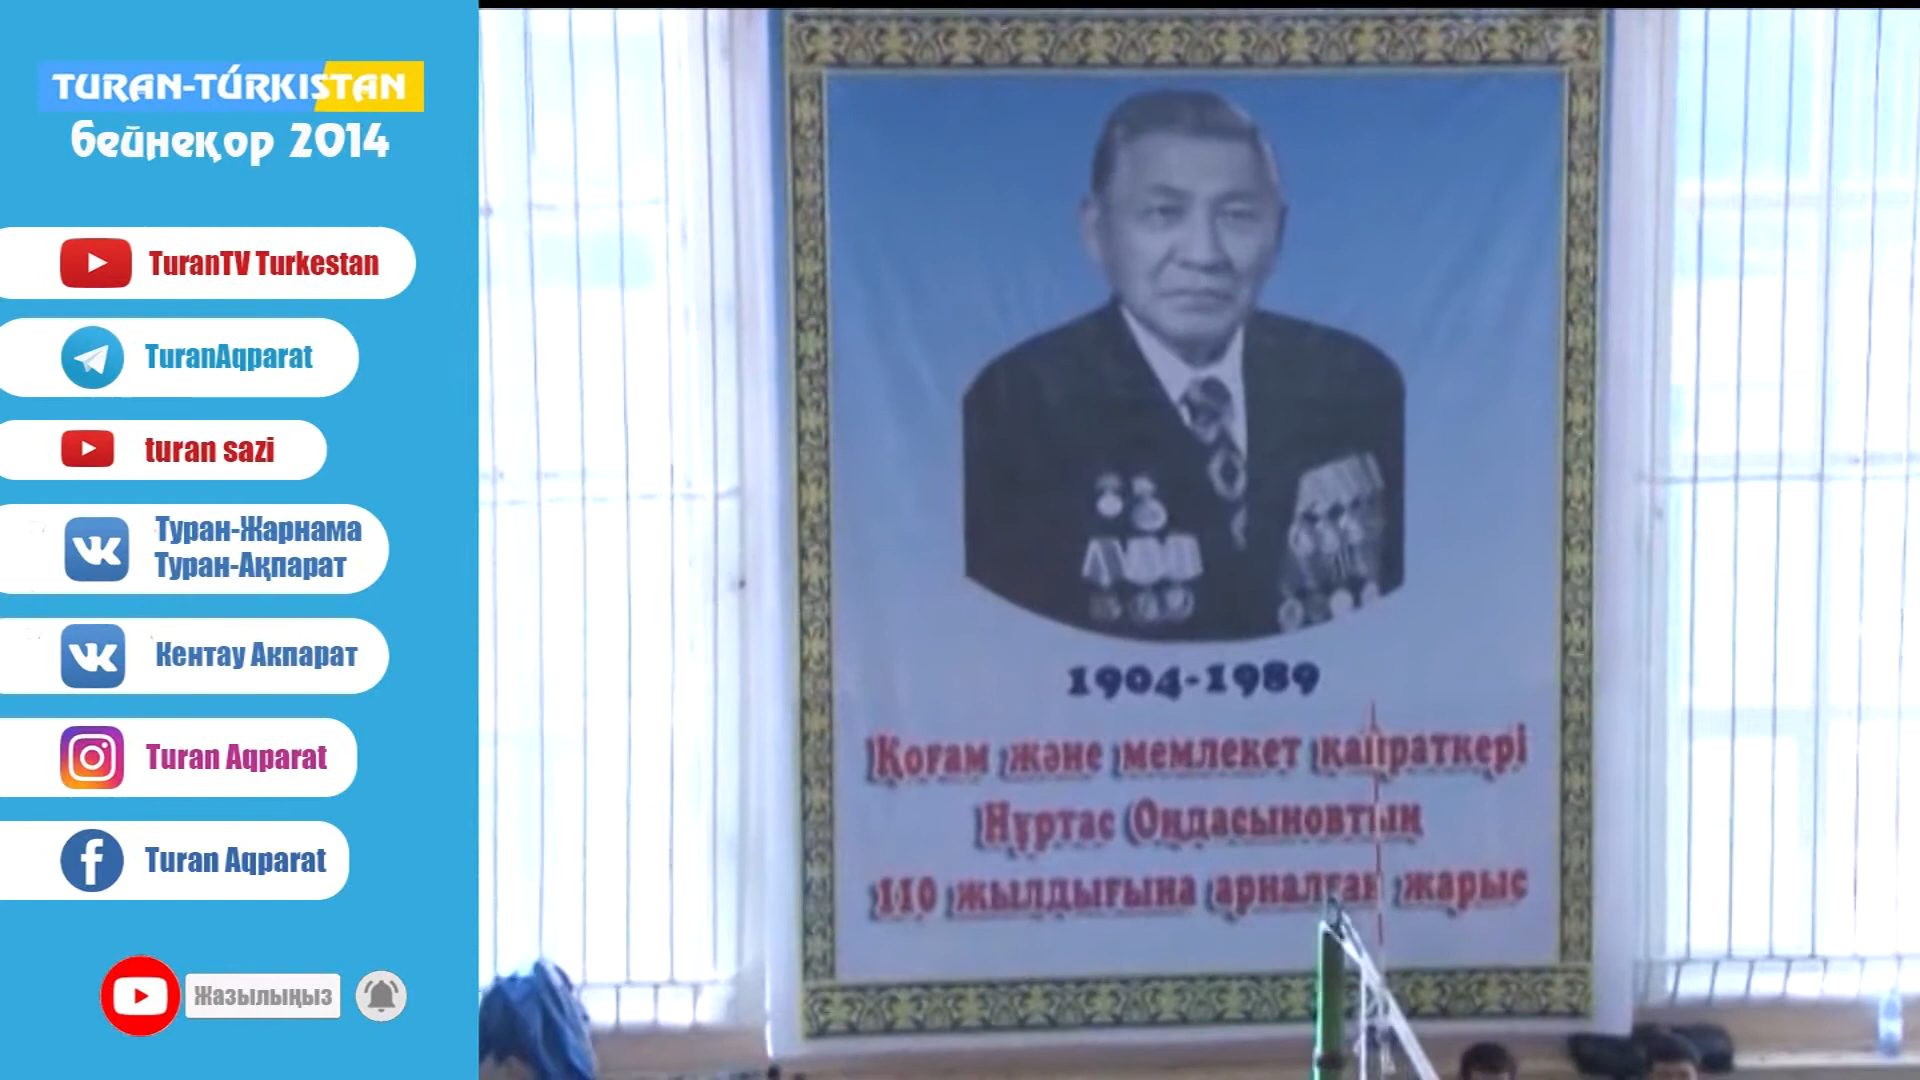 TURAN-TÚRKISTAN
бейнеқор 2014
TuranTV Turkestan
TuranAqparat
turan sazi
Туран-Жарнама
Туран-Ақпарат
Кентау Акпарат
Turan Aqparat
Turan Aqparat
Жазылыңыз
1904-1989
Қоғам және мемлекет қайраткері
Нұртас Оңдасыновтың
110 жылдығына арналған жарыс